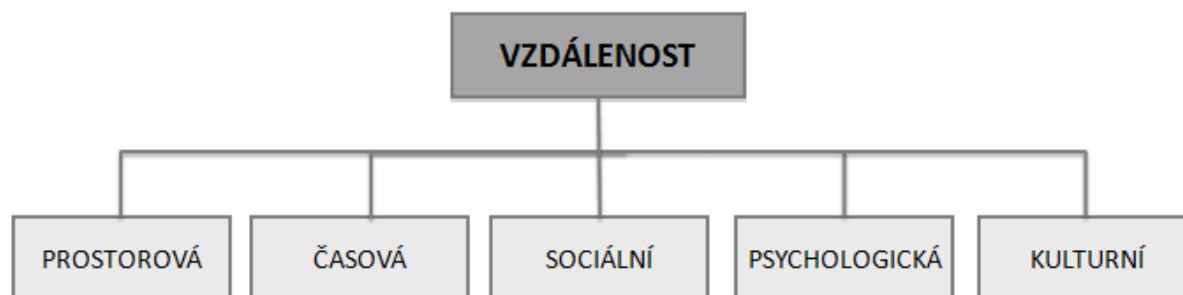 VZDÁLENOST
PROSTOROVÁ
ČASOVÁ
SOCIÁLNÍ
PSYCHOLOGICKÁ
KULTURNÍ